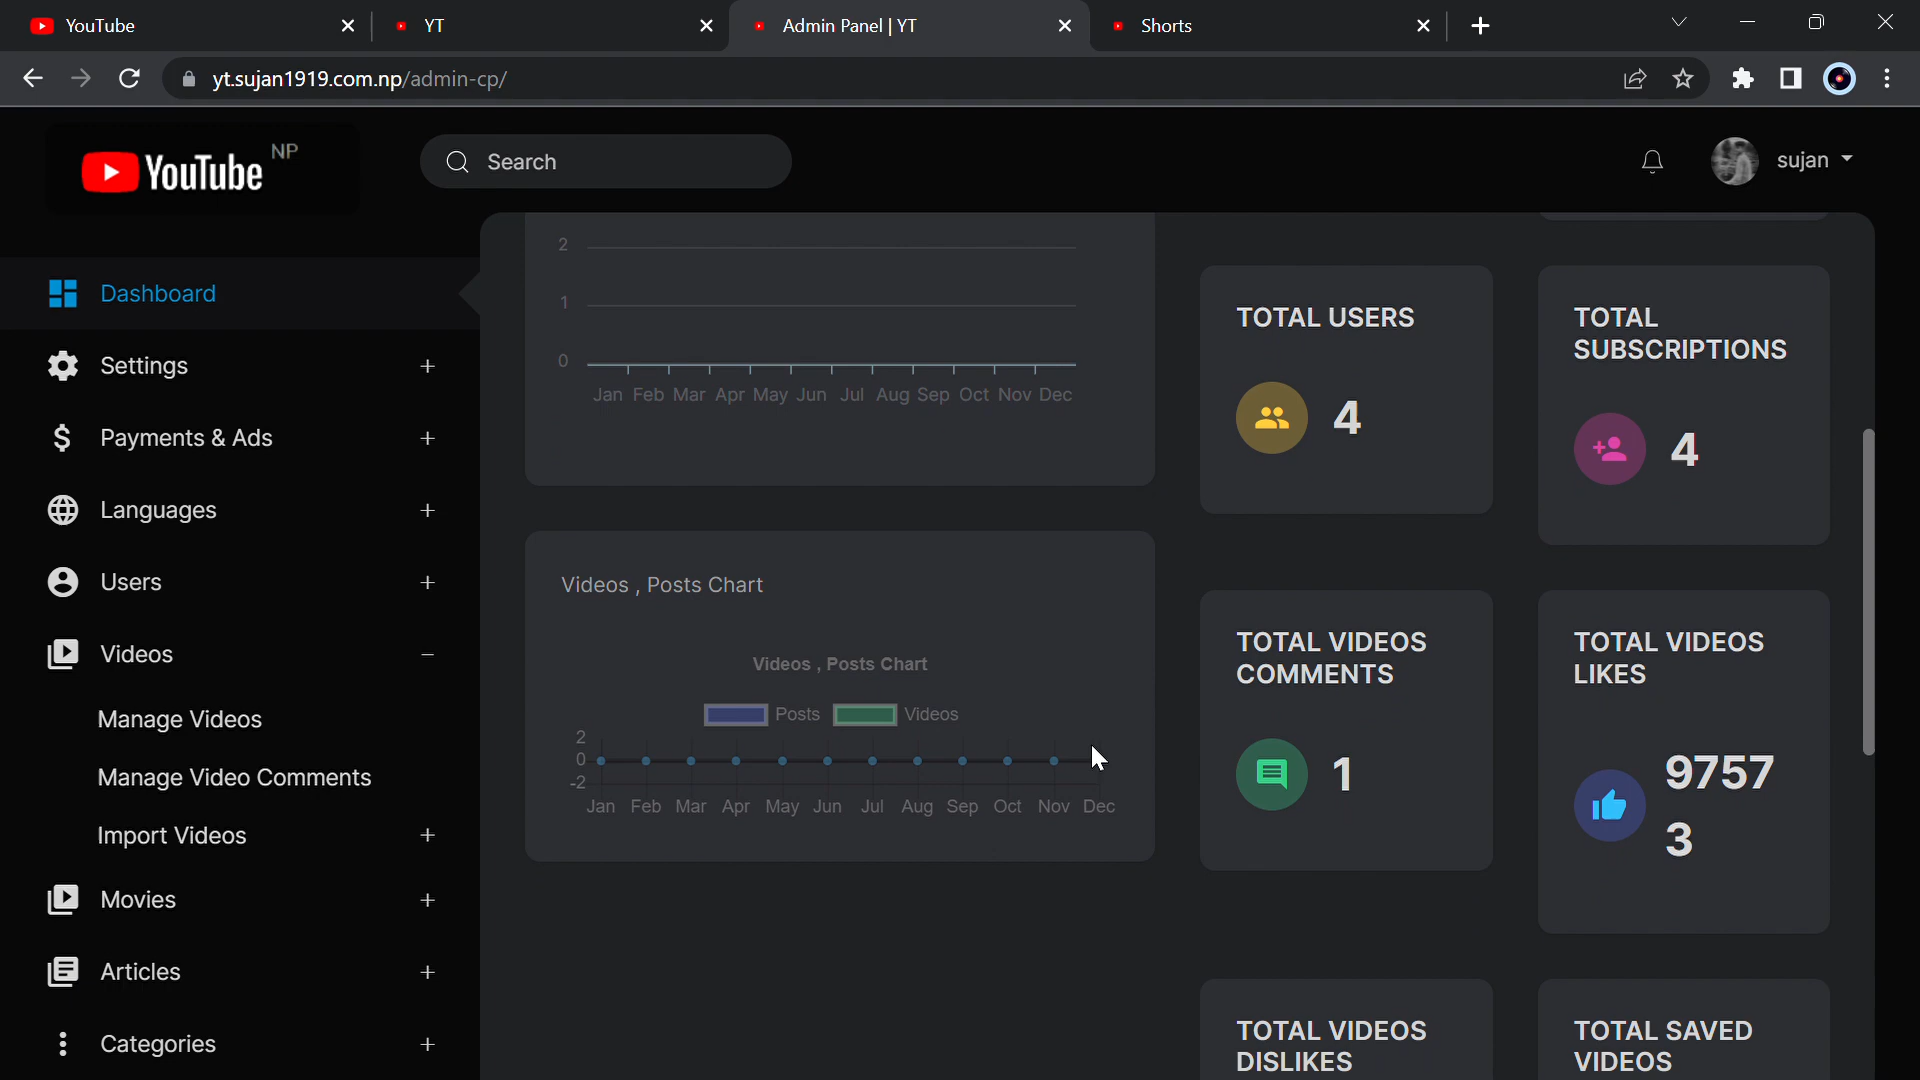 YouTube
YT
Admin Panel | YT
Shorts
yt.sujan1919.com.np/admin-cp/
YouTube NP
Search
sujan
Dashboard
Settings
Payments & Ads
Languages
Users
Videos
Manage Videos
Manage Video Comments
Import Videos
Movies
Articles
Categories
2
1
0
Jan Feb Mar Apr May Jun Jul Aug Sep Oct Nov Dec
Videos , Posts Chart
Videos , Posts Chart
Posts Videos
2
0
-2
Jan Feb Mar Apr May Jun Jul Aug Sep Oct Nov Dec
TOTAL USERS
4
TOTAL
SUBSCRIPTIONS
4
TOTAL VIDEOS
COMMENTS
1
TOTAL VIDEOS
LIKES
9757
3
TOTAL VIDEOS
DISLIKES
TOTAL SAVED
VIDEOS